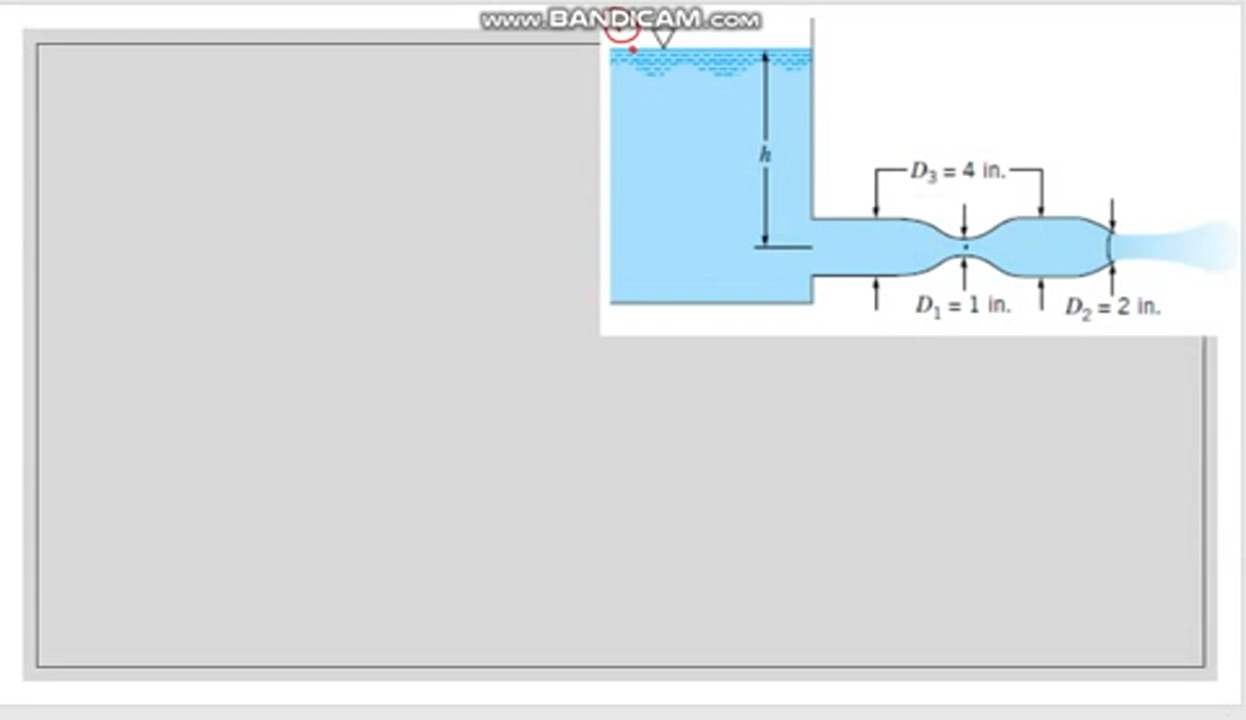 www.BANDICAM.com
h
D₃ = 4 in.
D₁ = 1 in.
D₂ = 2 in.